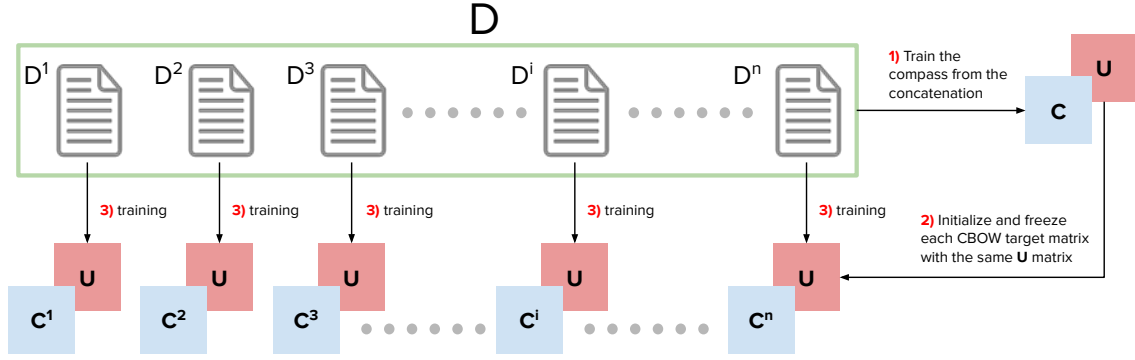 D
D¹ D² D³ Dⁱ Dⁿ
1) Train the
compass from the
concatenation
U
C
3) training 3) training 3) training 3) training 3) training
2) Initialize and freeze
each CBOW target matrix
with the same U matrix
U U U U U
C¹ C² C³ Cⁱ Cⁿ